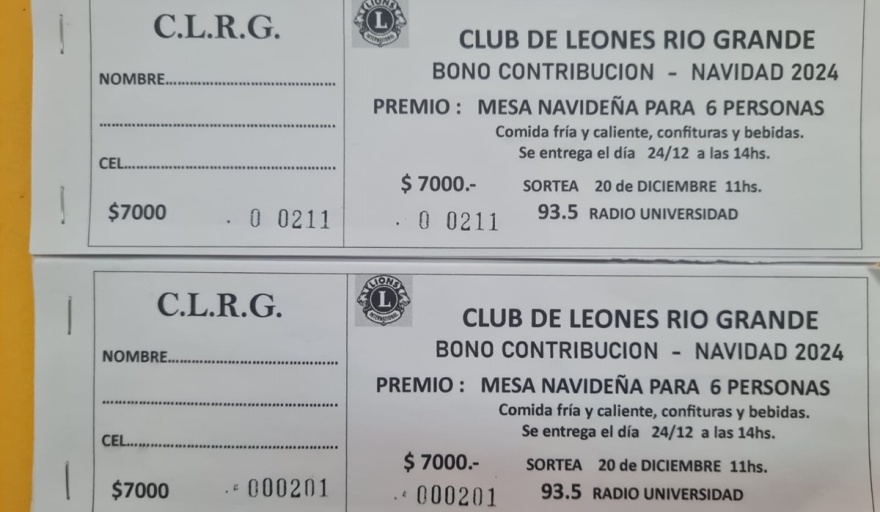 C.L.R.G.
NOMBRE
CEL
$7000
0 0211
LIONS
L
INTERNATIONAL
CLUB DE LEONES RIO GRANDE
BONO CONTRIBUCION - NAVIDAD 2024
PREMIO : MESA NAVIDEÑA PARA 6 PERSONAS
Comida fría y caliente, confituras y bebidas.
Se entrega el día 24/12 a las 14hs.
$ 7000.- SORTEA 20 de DICIEMBRE 11hs.
0 0211 93.5 RADIO UNIVERSIDAD
C.L.R.G.
NOMBRE
CEL
$7000
000201
LIONS
L
INTERNATIONAL
CLUB DE LEONES RIO GRANDE
BONO CONTRIBUCION - NAVIDAD 2024
PREMIO : MESA NAVIDEÑA PARA 6 PERSONAS
Comida fría y caliente, confituras y bebidas.
Se entrega el día 24/12 a las 14hs.
$ 7000.- SORTEA 20 de DICIEMBRE 11hs.
000201 93.5 RADIO UNIVERSIDAD